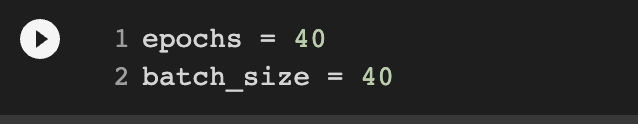 1 epochs = 40
2 batch_size = 40